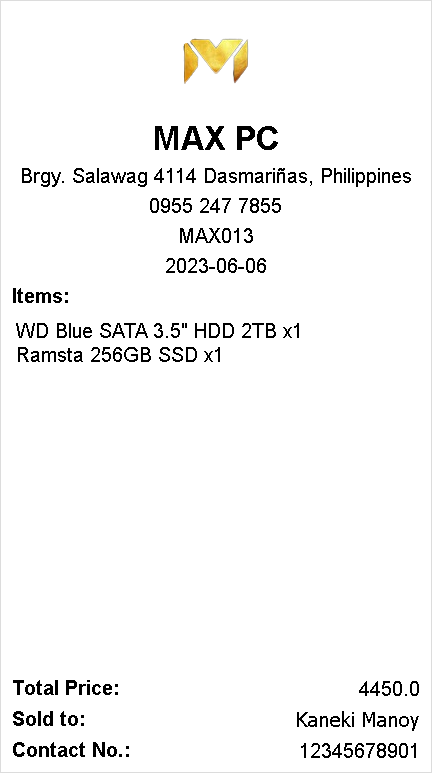 MAX PC
Brgy. Salawag 4114 Dasmariñas, Philippines
0955 247 7855
MAX013
2023-06-06
Items:
WD Blue SATA 3.5" HDD 2TB x1
Ramsta 256GB SSD x1
Total Price: 4450.0
Sold to: Kaneki Manoy
Contact No.: 12345678901